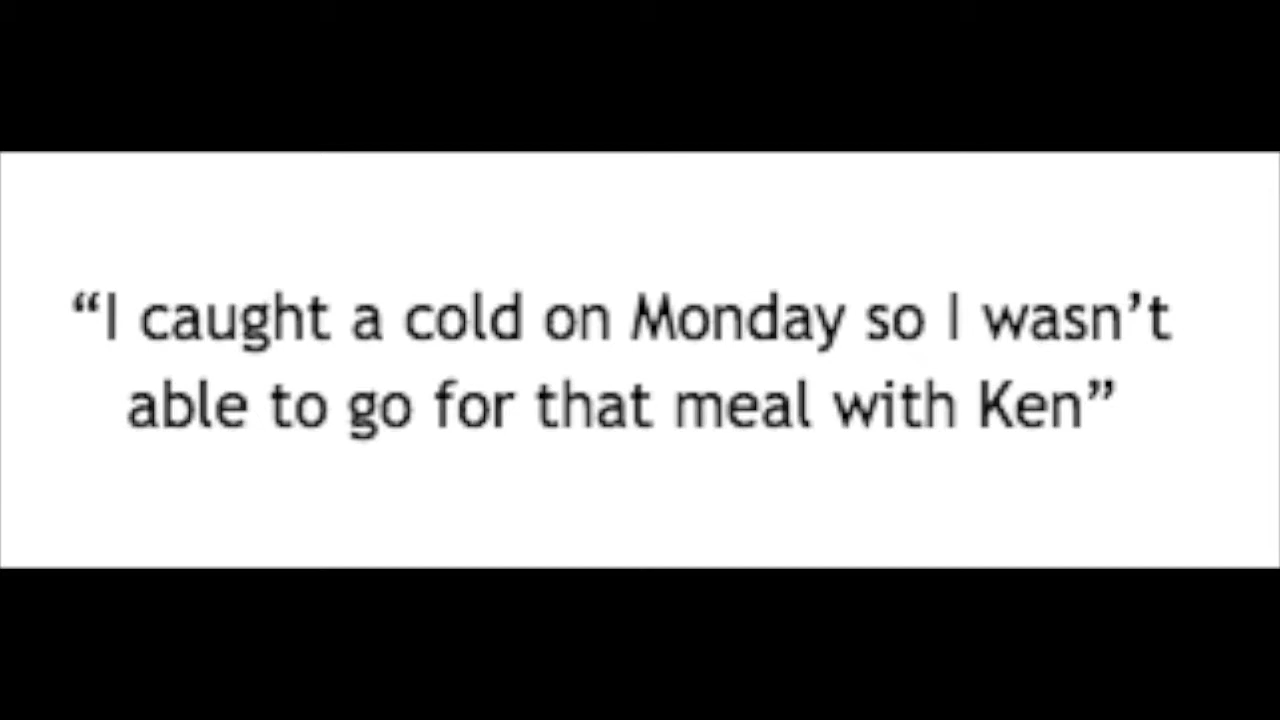 “I caught a cold on Monday so I wasn’t
able to go for that meal with Ken”